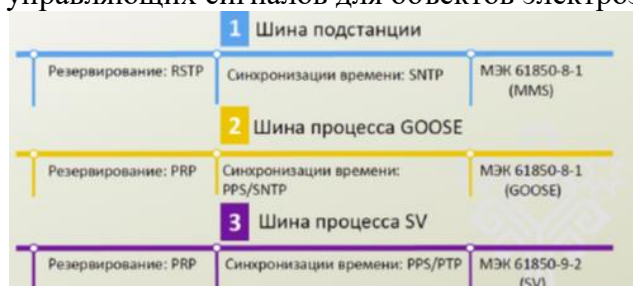 управляющих сигналов для объектов электроэ
1 Шина подстанции
Резервирование: RSTP
Синхронизации времени: SNTP
МЭК 61850-8-1
(MMS)
2 Шина процесса GOOSE
Резервирование: PRP
Синхронизации времени:
PPS/SNTP
МЭК 61850-8-1
(GOOSE)
3 Шина процесса SV
Резервирование: PRP
Синхронизации времени: PPS/PTP
МЭК 61850-9-2
(SV)